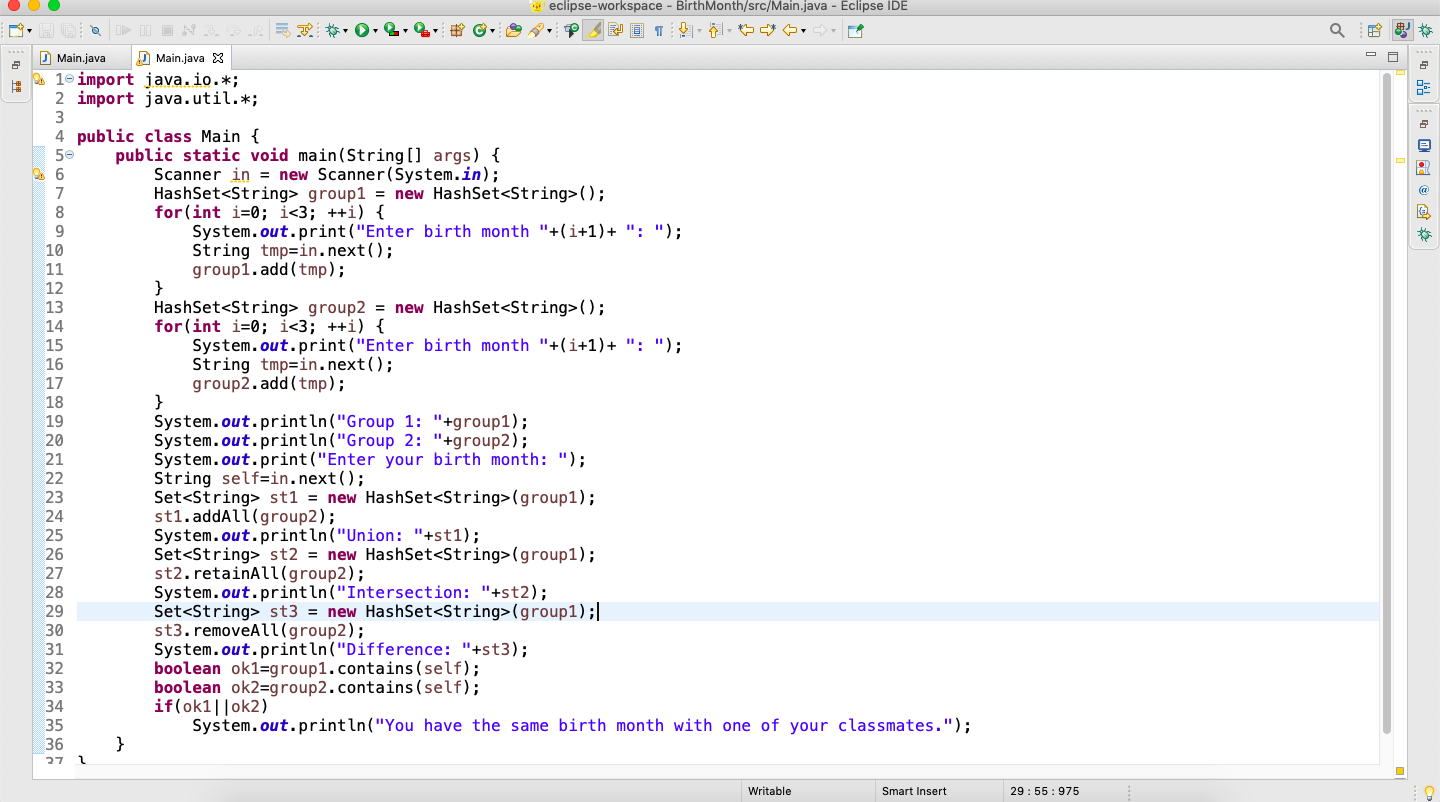 eclipse-workspace - BirthMonth/src/Main.java - Eclipse IDE
Main.java
Main.java
1 import java.io.*;
2 import java.util.*;
3
4 public class Main {
5     public static void main(String[] args) {
6         Scanner in = new Scanner(System.in);
7         HashSet<String> group1 = new HashSet<String>();
8         for(int i=0; i<3; ++i) {
9             System.out.print("Enter birth month "+(i+1)+ ": ");
10             String tmp=in.next();
11             group1.add(tmp);
12         }
13         HashSet<String> group2 = new HashSet<String>();
14         for(int i=0; i<3; ++i) {
15             System.out.print("Enter birth month "+(i+1)+ ": ");
16             String tmp=in.next();
17             group2.add(tmp);
18         }
19         System.out.println("Group 1: "+group1);
20         System.out.println("Group 2: "+group2);
21         System.out.print("Enter your birth month: ");
22         String self=in.next();
23         Set<String> st1 = new HashSet<String>(group1);
24         st1.addAll(group2);
25         System.out.println("Union: "+st1);
26         Set<String> st2 = new HashSet<String>(group1);
27         st2.retainAll(group2);
28         System.out.println("Intersection: "+st2);
29         Set<String> st3 = new HashSet<String>(group1);
30         st3.removeAll(group2);
31         System.out.println("Difference: "+st3);
32         boolean ok1=group1.contains(self);
33         boolean ok2=group2.contains(self);
34         if(ok1||ok2)
35             System.out.println("You have the same birth month with one of your classmates.");
36     }
37 }
Writable
Smart Insert
29 : 55 : 975